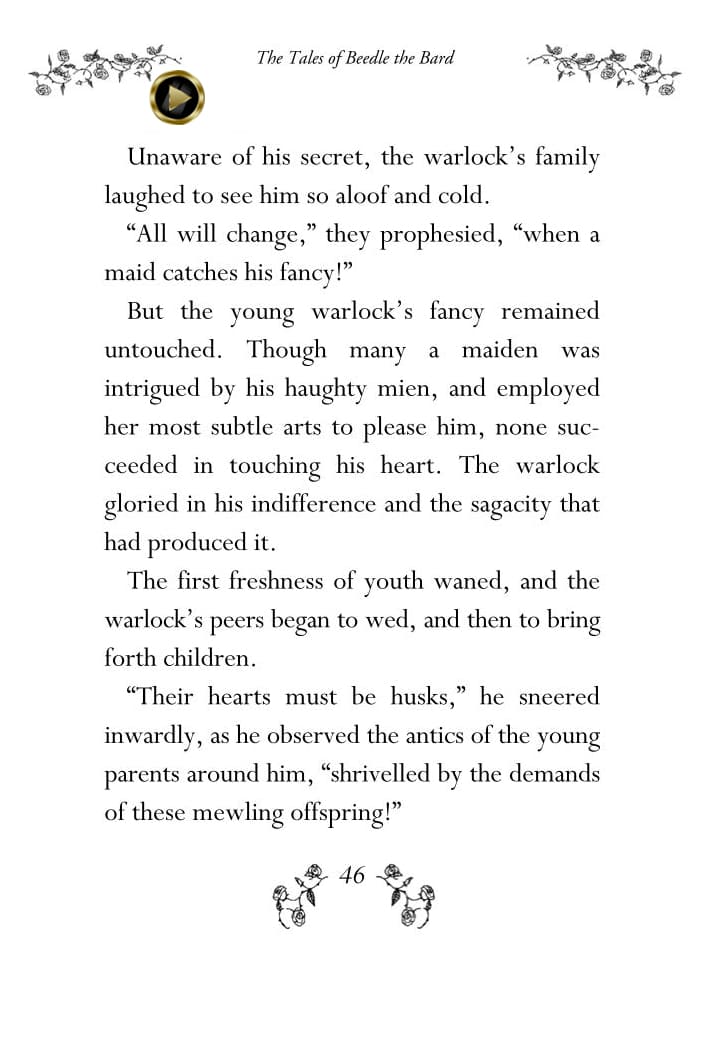 The Tales of Beedle the Bard
Unaware of his secret, the warlock’s family
laughed to see him so aloof and cold.
“All will change,” they prophesied, “when a
maid catches his fancy!”
But the young warlock’s fancy remained
untouched. Though many a maiden was
intrigued by his haughty mien, and employed
her most subtle arts to please him, none suc-
ceeded in touching his heart. The warlock
gloried in his indifference and the sagacity that
had produced it.
The first freshness of youth waned, and the
warlock’s peers began to wed, and then to bring
forth children.
“Their hearts must be husks,” he sneered
inwardly, as he observed the antics of the young
parents around him, “shrivelled by the demands
of these mewling offspring!”
46